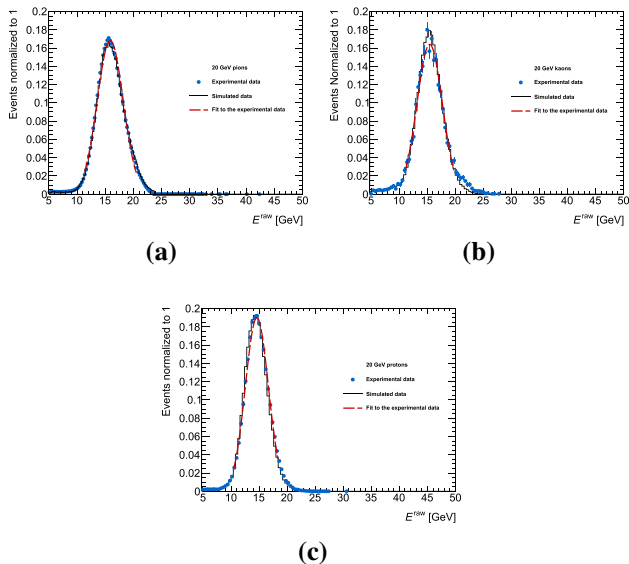 Events normalized to 1
0.2
0.18
0.16
0.14
0.12
0.1
0.08
0.06
0.04
0.02
0
20 GeV pions
Experimental data
Simulated data
Fit to the experimental data
5 10 15 20 25 30 35 40 45 50
E^raw [GeV]
(a)
Events Normalized to 1
0.2
0.18
0.16
0.14
0.12
0.1
0.08
0.06
0.04
0.02
0
20 GeV kaons
Experimental data
Simulated data
Fit to the experimental data
5 10 15 20 25 30 35 40 45 50
E^raw [GeV]
(b)
Events normalized to 1
0.2
0.18
0.16
0.14
0.12
0.1
0.08
0.06
0.04
0.02
0
20 GeV protons
Experimental data
Simulated data
Fit to the experimental data
5 10 15 20 25 30 35 40 45 50
E^raw [GeV]
(c)